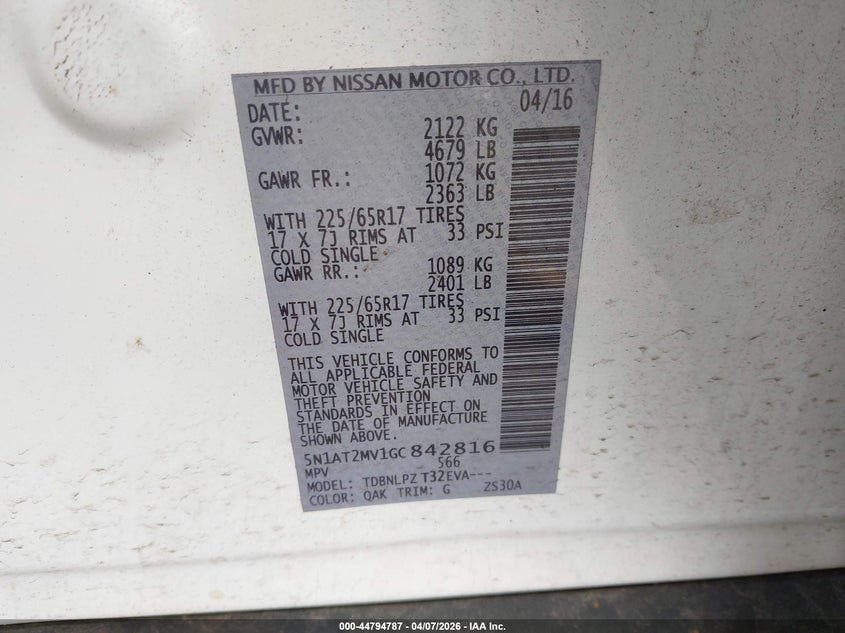 MFD BY NISSAN MOTOR CO., LTD.
DATE: 04/16
GVWR: 2122 KG
4679 LB
GAWR FR.: 1072 KG
2363 LB
WITH 225/65R17 TIRES
17 X 7J RIMS AT 33 PSI
COLD SINGLE
GAWR RR.: 1089 KG
2401 LB
WITH 225/65R17 TIRES
17 X 7J RIMS AT 33 PSI
COLD SINGLE
THIS VEHICLE CONFORMS TO
ALL APPLICABLE FEDERAL
MOTOR VEHICLE SAFETY AND
THEFT PREVENTION
STANDARDS IN EFFECT ON
THE DATE OF MANUFACTURE
SHOWN ABOVE.
5N1AT2MV1GC842816
MPV 566
MODEL: TDBNLPZ T32EVA---
COLOR: QAK TRIM: G ZS30A
000-44794787 - 04/07/2026 - IAA Inc.